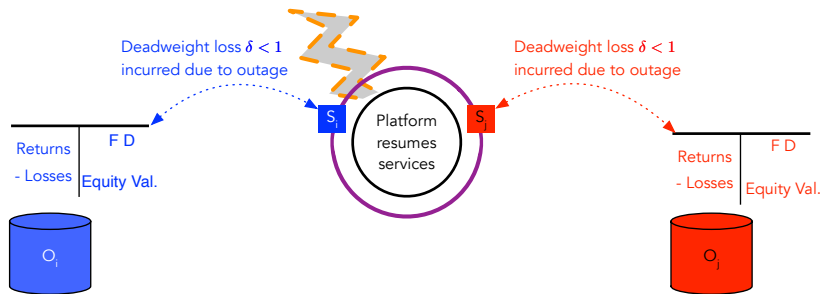 Deadweight loss δ < 1
incurred due to outage
Deadweight loss δ < 1
incurred due to outage
S_i
Platform
resumes
services
S_j
F D
Returns
- Losses
Equity Val.
F D
Returns
- Losses
Equity Val.
O_i
O_j